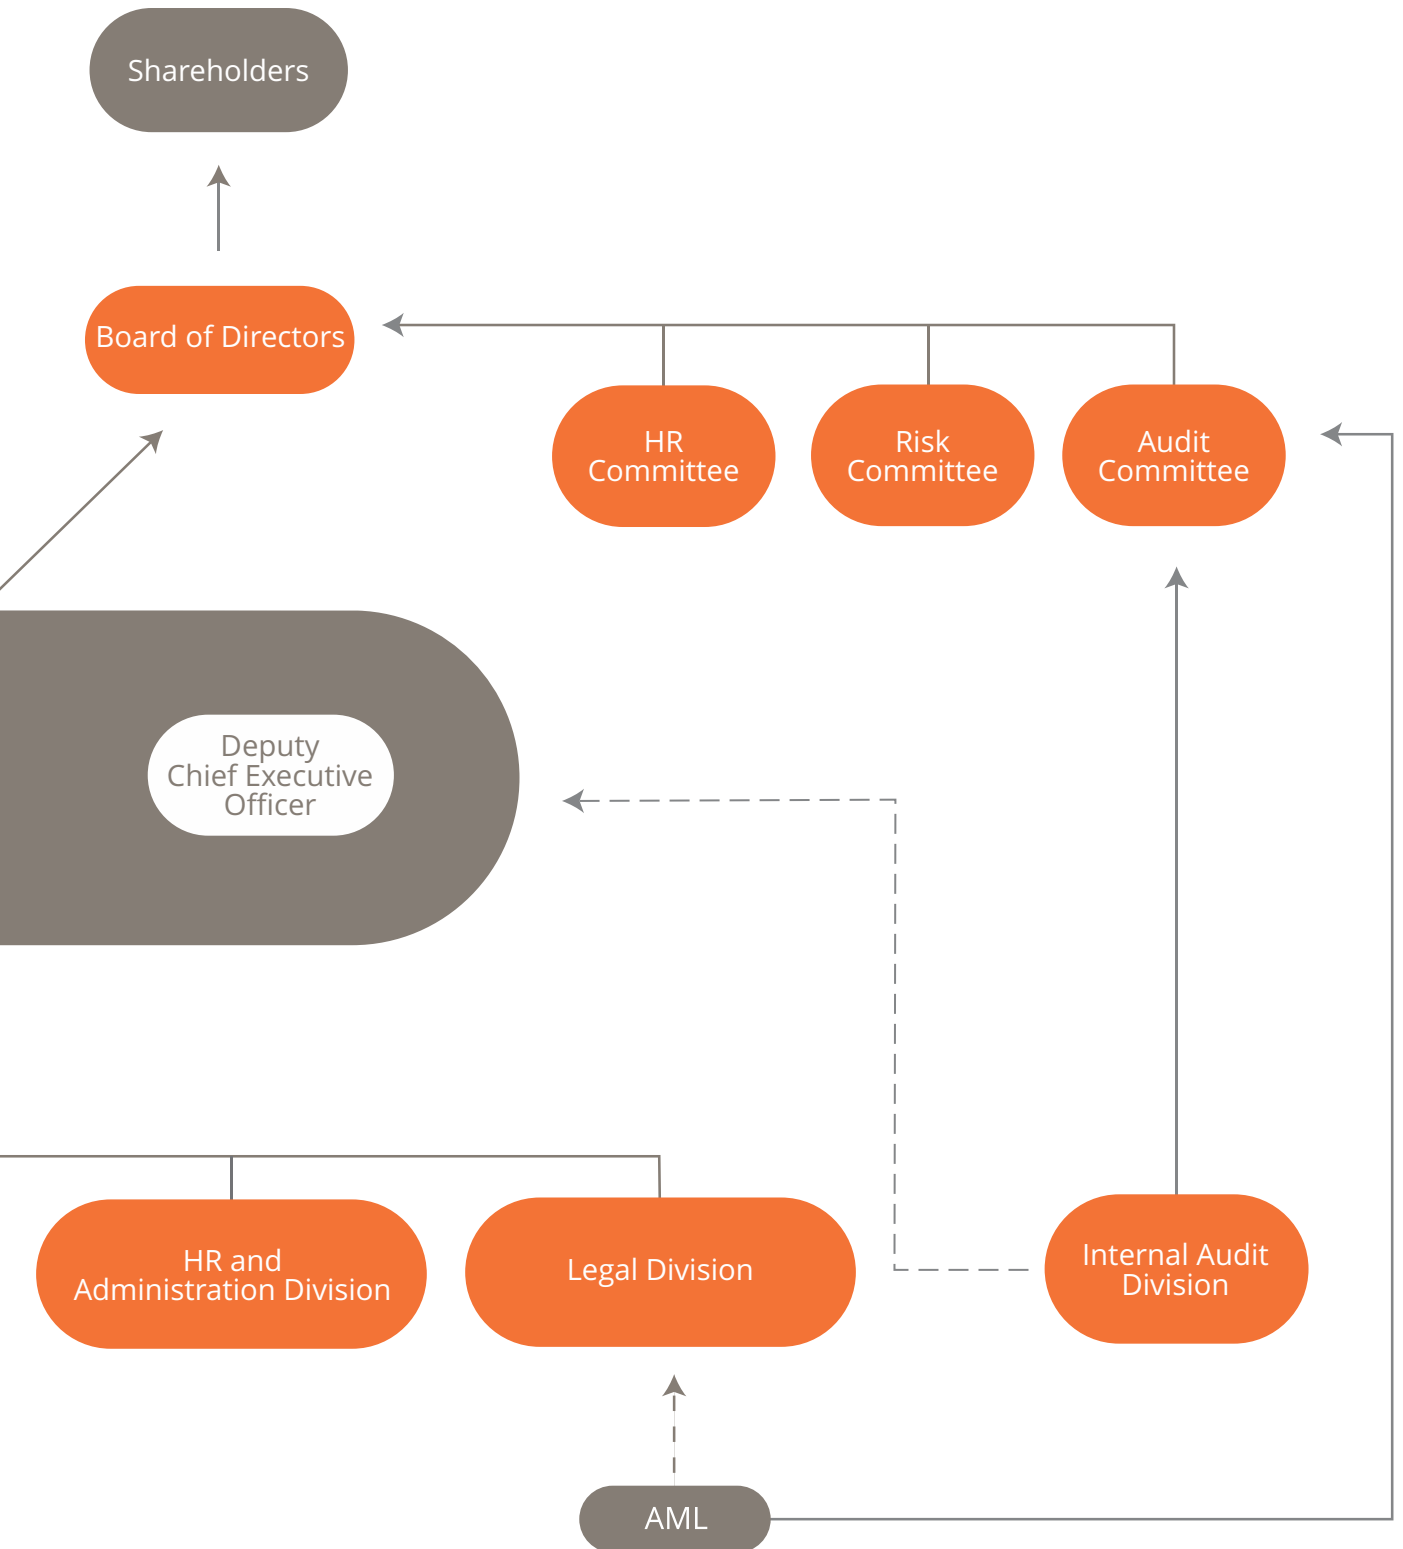 Shareholders
Board of Directors
HR
Committee
Risk
Committee
Audit
Committee
Deputy
Chief Executive
Officer
HR and
Administration Division
Legal Division
Internal Audit
Division
AML